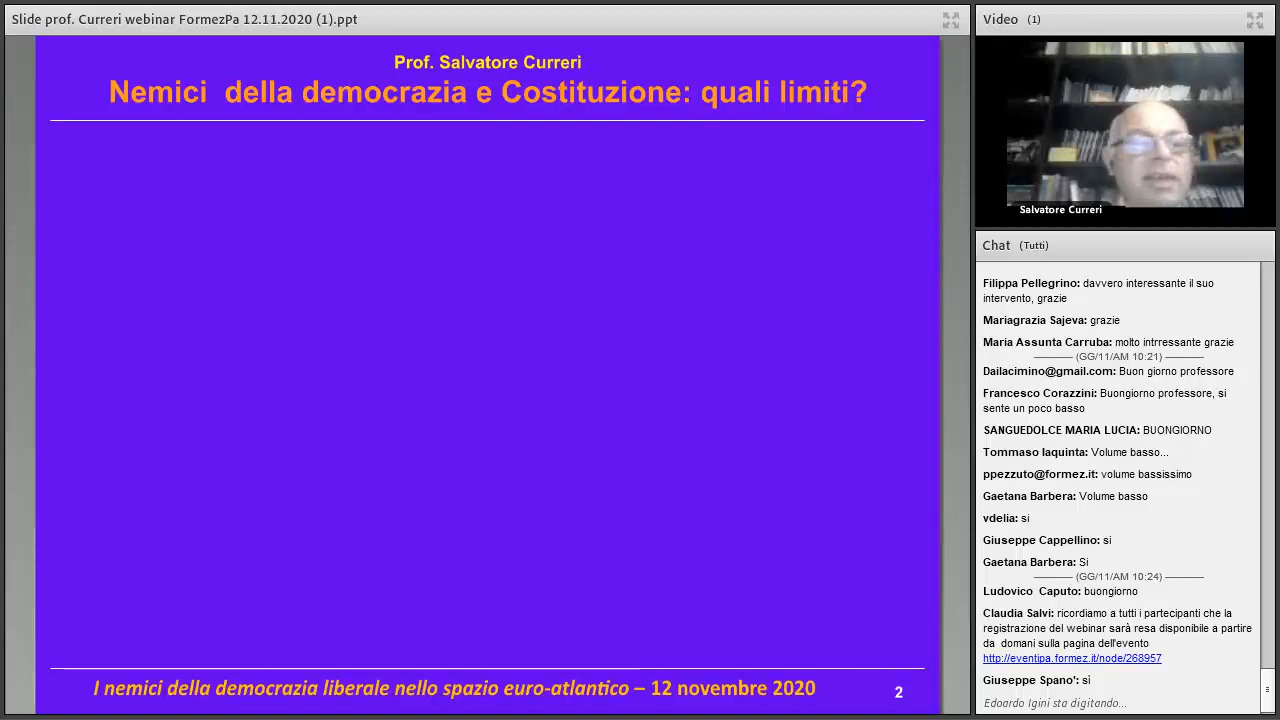 Slide prof. Curreri webinar FormezPa 12.11.2020 (1).ppt
Prof. Salvatore Curreri
Nemici della democrazia e Costituzione: quali limiti?
I nemici della democrazia liberale nello spazio euro-atlantico – 12 novembre 2020
2
Video (1)
Salvatore Curreri
Chat (Tutti)
Filippa Pellegrino: davvero interessante il suo
intervento, grazie
Mariagrazia Sajeva: grazie
Maria Assunta Carruba: molto intrressante grazie
(GG/11/AM 10:21)
Dailacimino@gmail.com: Buon giorno professore
Francesco Corazzini: Buongiorno professore, si
sente un poco basso
SANGUEDOLCE MARIA LUCIA: BUONGIORNO
Tommaso Iaquinta: Volume basso...
ppezzuto@formez.it: volume bassissimo
Gaetana Barbera: Volume basso
vdelia: si
Giuseppe Cappellino: si
Gaetana Barbera: Si
(GG/11/AM 10:24)
Ludovico Caputo: buongiorno
Claudia Salvi: ricordiamo a tutti i partecipanti che la
registrazione del webinar sarà resa disponibile a partire
da domani sulla pagina dell'evento
http://eventipa.formez.it/node/268957
Giuseppe Spano': sì
Edoardo Igini sta digitando...